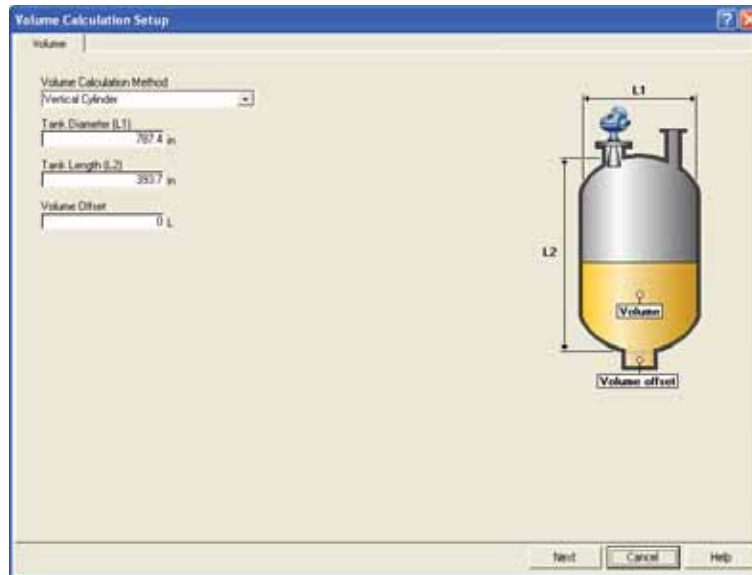 Volume Calculation Setup
Volume
Volume Calculation Method
Vertical Cylinder
Tank Diameter (L1)
787.4 in
Tank Length (L2)
393.7 in
Volume Offset
0 L
L1
L2
Volume
Volume offset
Next
Cancel
Help